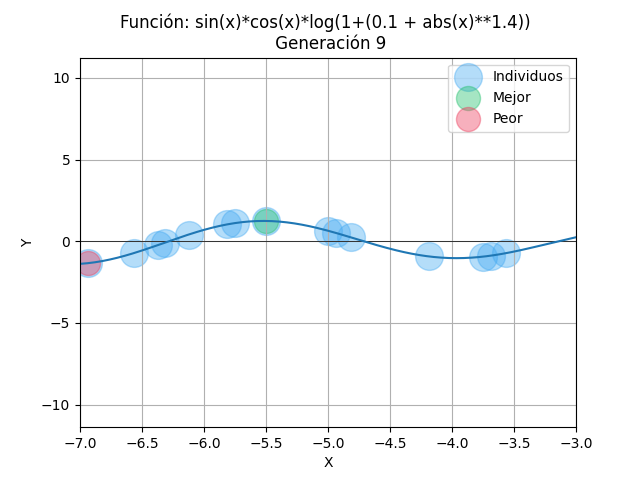 Función: sin(x)*cos(x)*log(1+(0.1 + abs(x)**1.4))
Generación 9
Individuos
Mejor
Peor
10
5
0
−5
−10
Y
−7.0 −6.5 −6.0 −5.5 −5.0 −4.5 −4.0 −3.5 −3.0
X